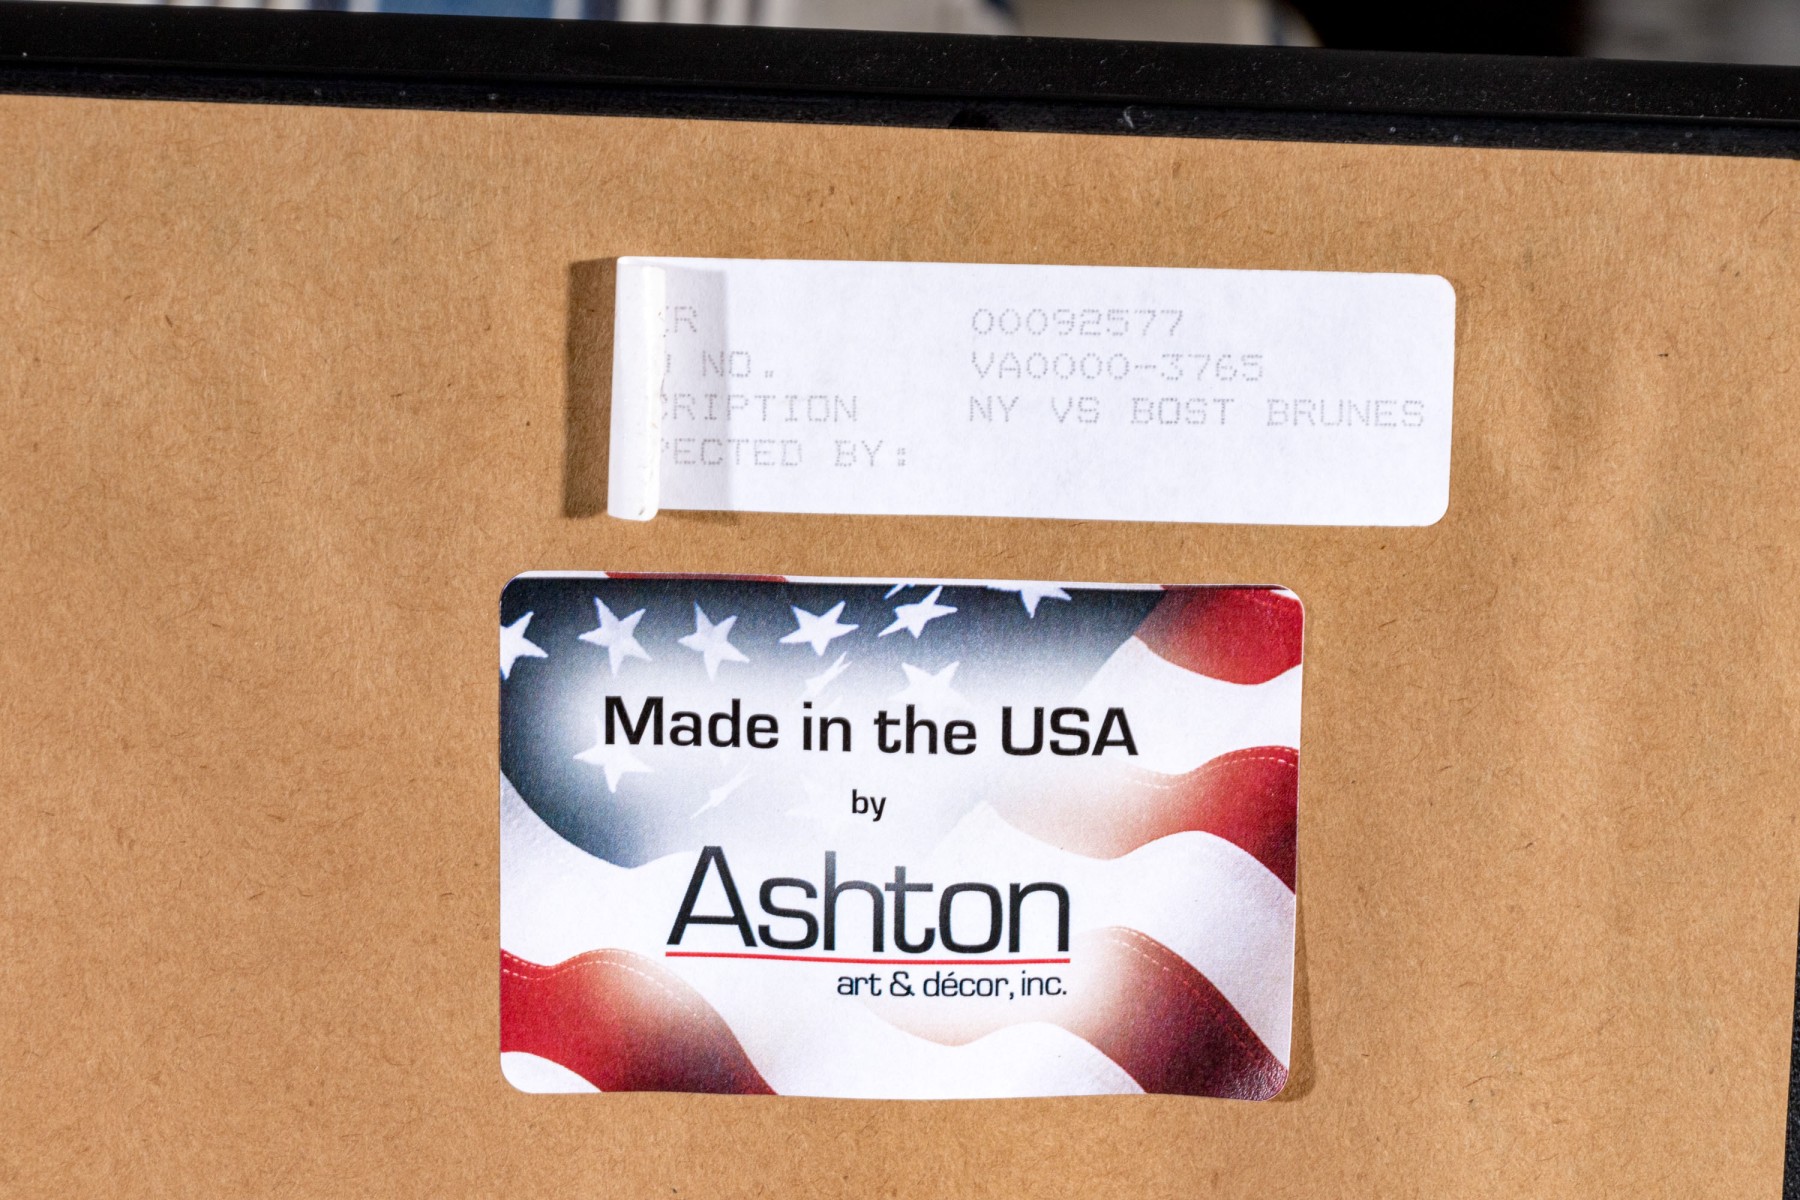 ER 00092577
NO. VA0000-3765
CRIPTION NY VS BOST BRUNES
PECTED BY:
Made in the USA
by
Ashton
art & décor, inc.